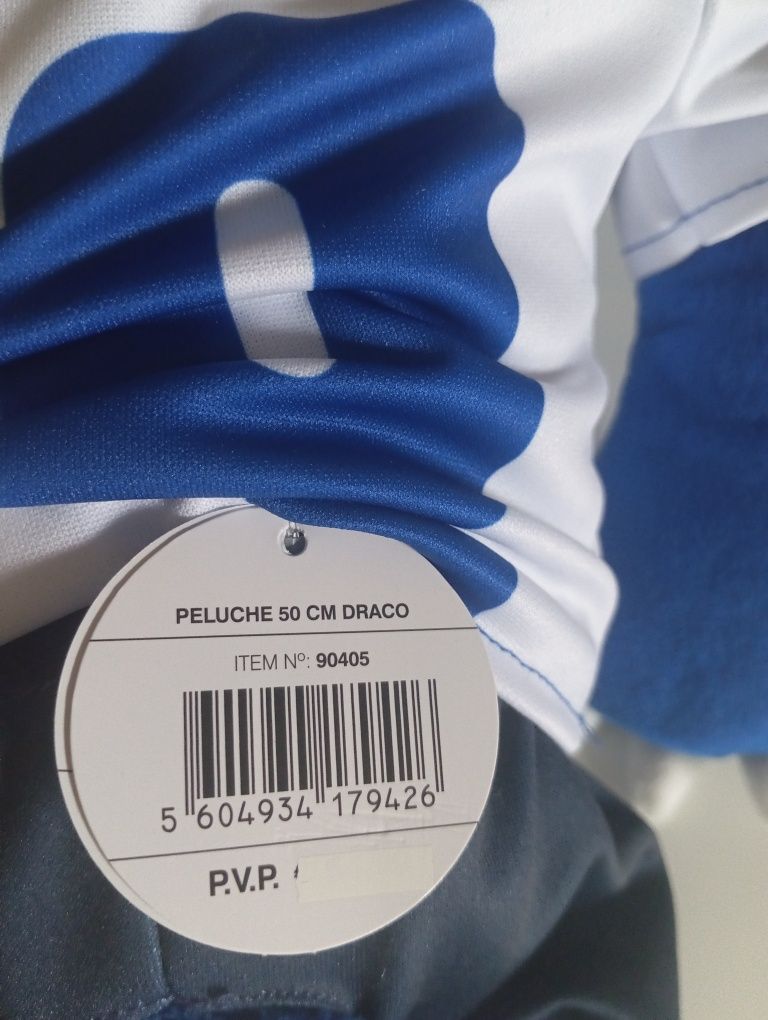 PELUCHE 50 CM DRACO
ITEM Nº: 90405
5 604934 179426
P.V.P.